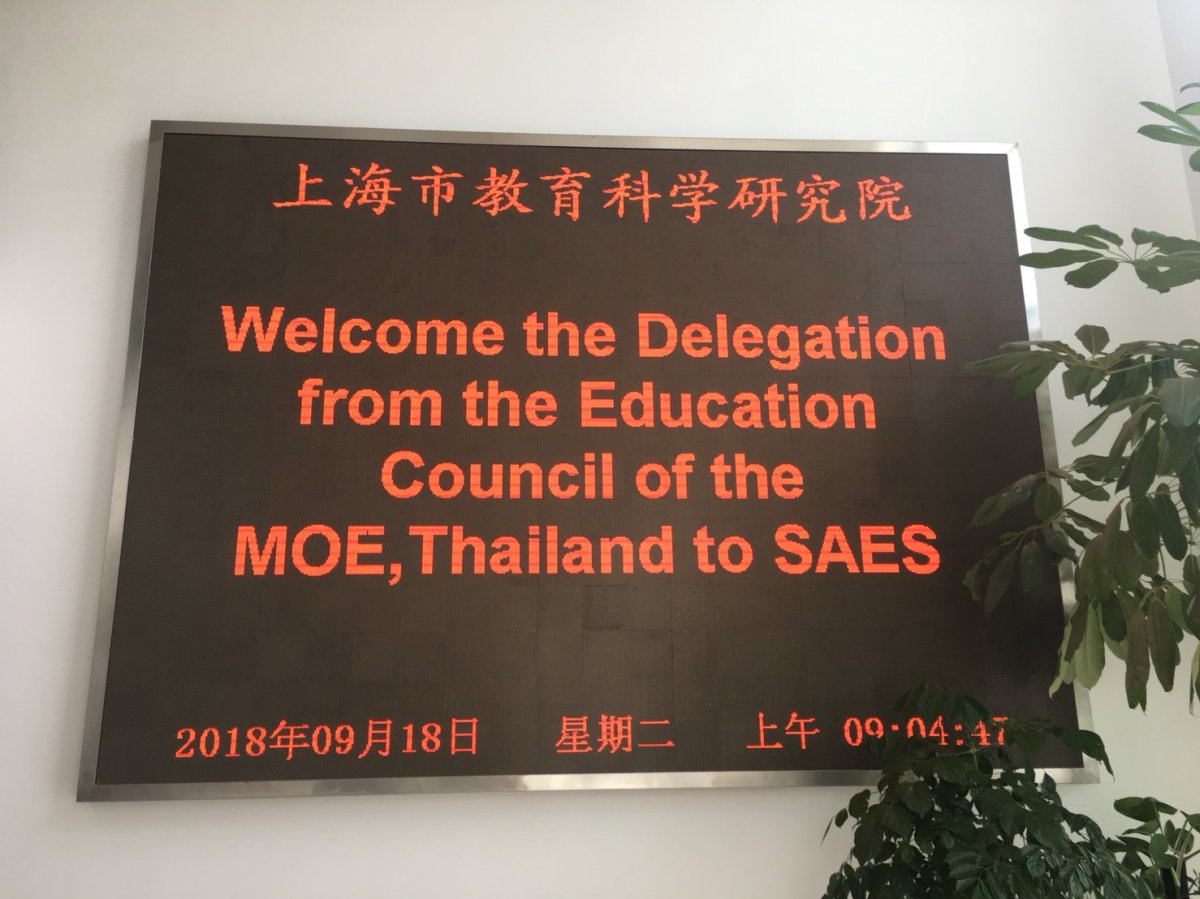 上海市教育科学研究院
Welcome the Delegation
from the Education
Council of the
MOE,Thailand to SAES
2018年09月18日 星期二 上午 09:04:47